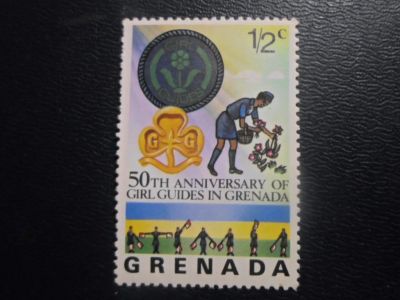 1/2c
G G
50TH ANNIVERSARY OF
GIRL GUIDES IN GRENADA
GRENADA